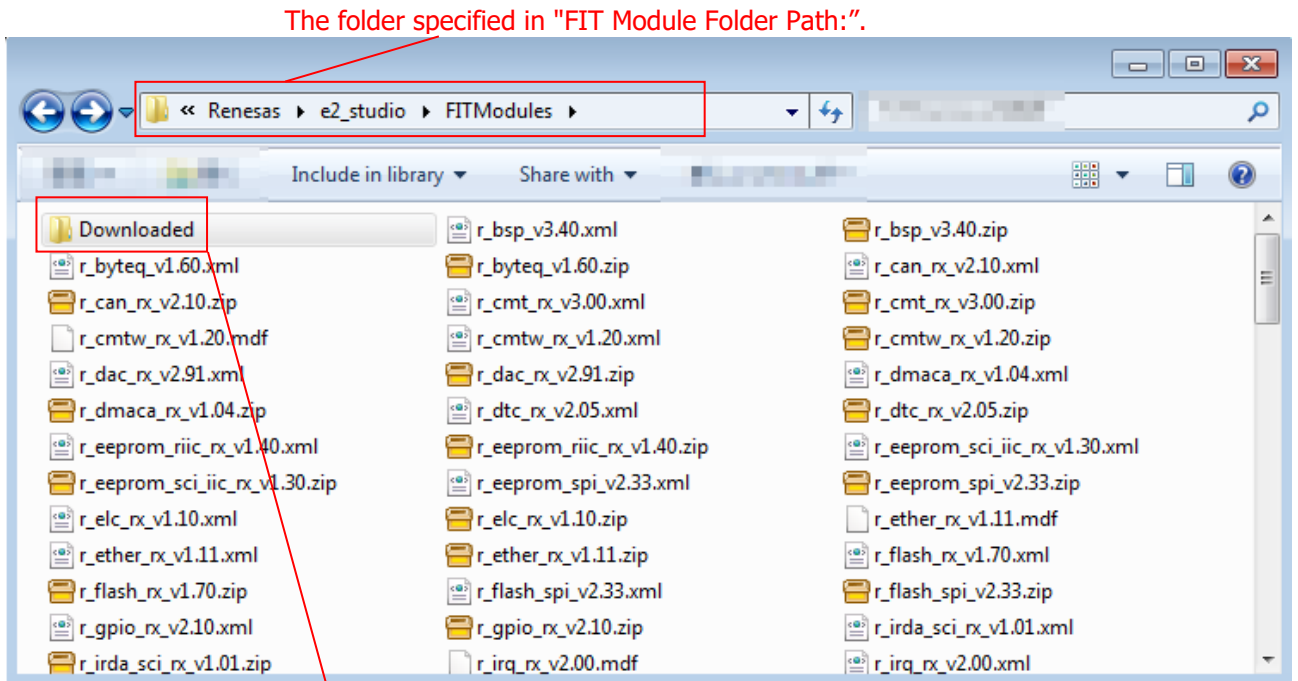 The folder specified in "FIT Module Folder Path:”.
« Renesas ▸ e2_studio ▸ FITModules ▸
Include in library ▾ Share with ▾
Downloaded r_bsp_v3.40.xml r_bsp_v3.40.zip
r_byteq_v1.60.xml r_byteq_v1.60.zip r_can_rx_v2.10.xml
r_can_rx_v2.10.zip r_cmt_rx_v3.00.xml r_cmt_rx_v3.00.zip
r_cmtw_rx_v1.20.mdf r_cmtw_rx_v1.20.xml r_cmtw_rx_v1.20.zip
r_dac_rx_v2.91.xml r_dac_rx_v2.91.zip r_dmaca_rx_v1.04.xml
r_dmaca_rx_v1.04.zip r_dtc_rx_v2.05.xml r_dtc_rx_v2.05.zip
r_eeprom_riic_rx_v1.40.xml r_eeprom_riic_rx_v1.40.zip r_eeprom_sci_iic_rx_v1.30.xml
r_eeprom_sci_iic_rx_v1.30.zip r_eeprom_spi_v2.33.xml r_eeprom_spi_v2.33.zip
r_elc_rx_v1.10.xml r_elc_rx_v1.10.zip r_ether_rx_v1.11.mdf
r_ether_rx_v1.11.xml r_ether_rx_v1.11.zip r_flash_rx_v1.70.xml
r_flash_rx_v1.70.zip r_flash_spi_v2.33.xml r_flash_spi_v2.33.zip
r_gpio_rx_v2.10.xml r_gpio_rx_v2.10.zip r_irda_sci_rx_v1.01.xml
r_irda_sci_rx_v1.01.zip r_irq_rx_v2.00.mdf r_irq_rx_v2.00.xml